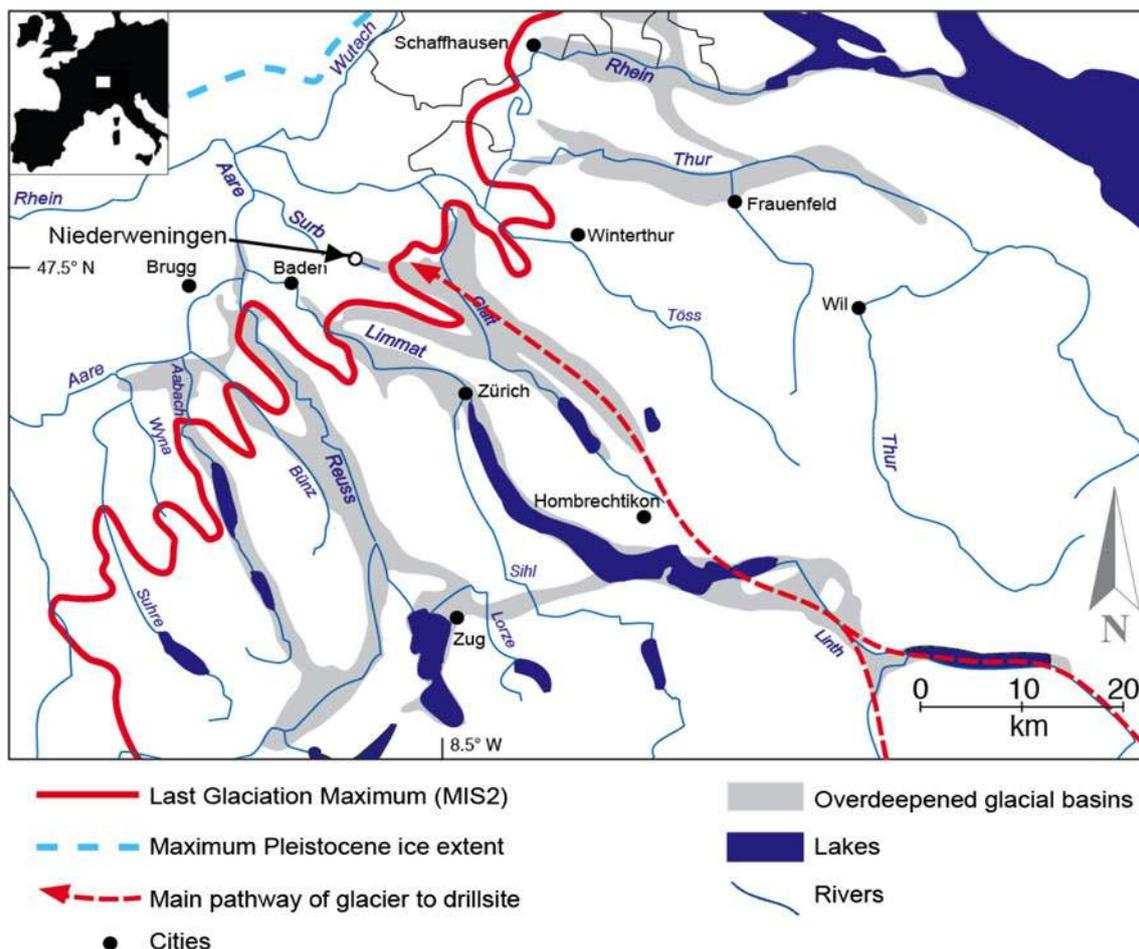 Schaffhausen
Wutach
Rhein
Thur
Aare
Rhein
Surb
Frauenfeld
Niederweningen
Winterthur
47.5° N
Brugg
Baden
Glatt
Töss
Wil
Limmat
Aare
Aabach
Zürich
Wyna
Bünz
Reuss
Thur
Hombrechtikon
Suhre
Sihl
Lorze
Zug
Linth
N
0 10 20
km
8.5° W
Last Glaciation Maximum (MIS2)
Overdeepened glacial basins
Maximum Pleistocene ice extent
Lakes
Main pathway of glacier to drillsite
Rivers
Cities